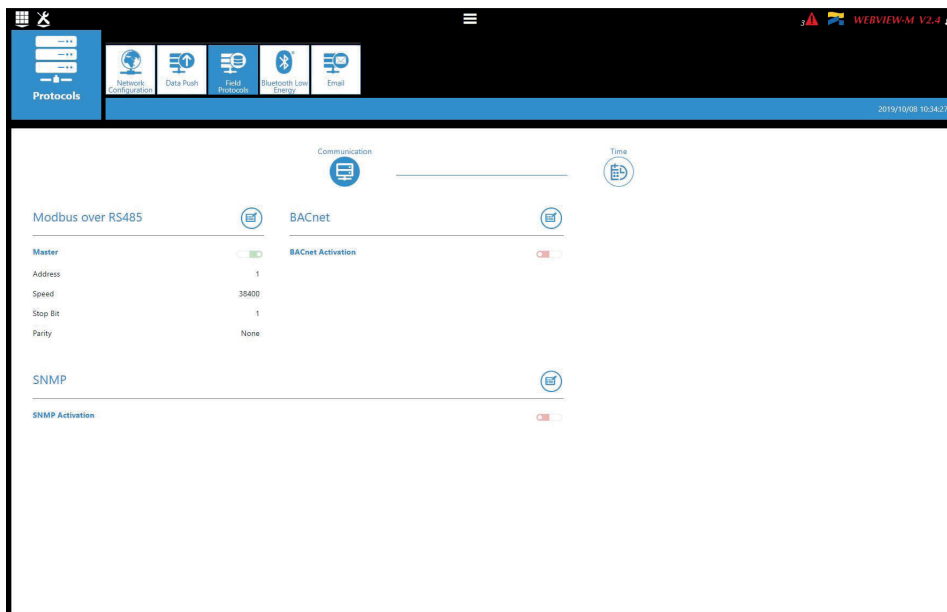 3
WEBVIEW-M V2.4
Protocols
Network Configuration
Data Push
Field Protocols
Bluetooth Low Energy
Email
2019/10/08 10:34:27
Communication
Time
Modbus over RS485
BACnet
Master
BACnet Activation
Address 1
Speed 38400
Stop Bit 1
Parity None
SNMP
SNMP Activation